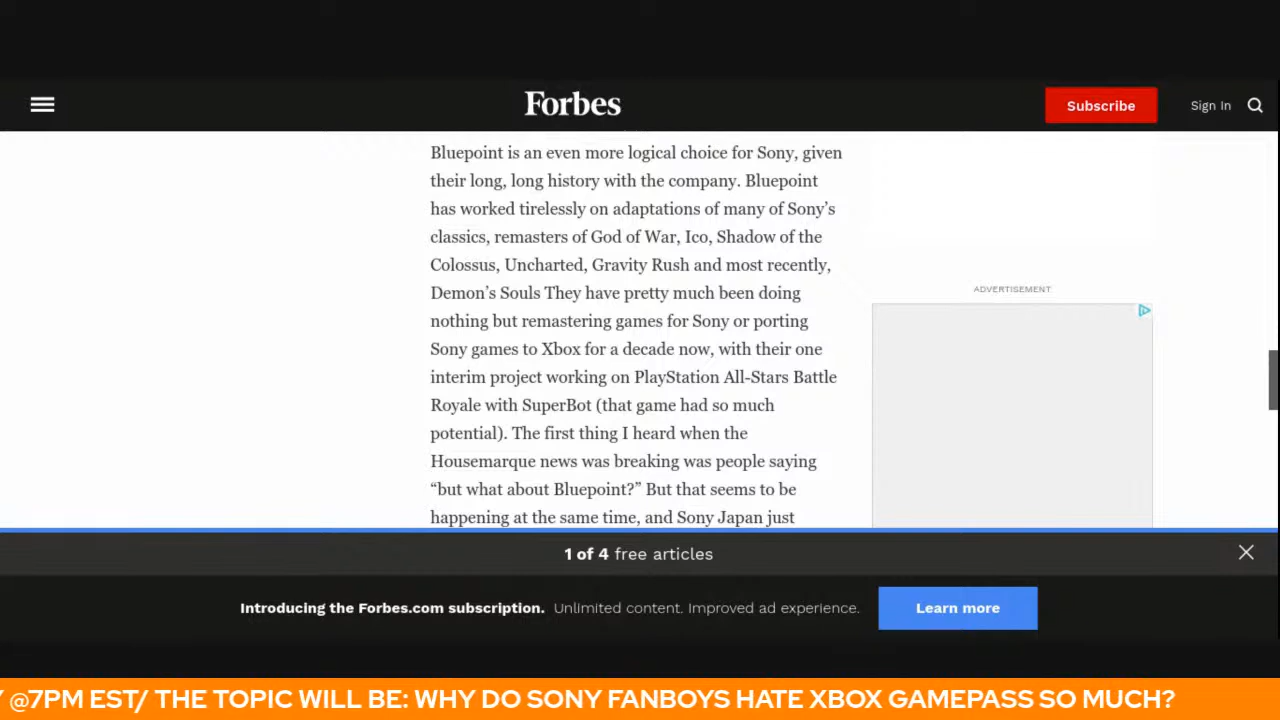 Forbes
Subscribe
Sign In
Bluepoint is an even more logical choice for Sony, given
their long, long history with the company. Bluepoint
has worked tirelessly on adaptations of many of Sony's
classics, remasters of God of War, Ico, Shadow of the
Colossus, Uncharted, Gravity Rush and most recently,
Demon's Souls They have pretty much been doing
nothing but remastering games for Sony or porting
Sony games to Xbox for a decade now, with their one
interim project working on PlayStation All-Stars Battle
Royale with SuperBot (that game had so much
potential). The first thing I heard when the
Housemarque news was breaking was people saying
“but what about Bluepoint?” But that seems to be
happening at the same time, and Sony Japan just
ADVERTISEMENT
1 of 4 free articles
Introducing the Forbes.com subscription. Unlimited content. Improved ad experience.
Learn more
@7PM EST/ THE TOPIC WILL BE: WHY DO SONY FANBOYS HATE XBOX GAMEPASS SO MUCH?